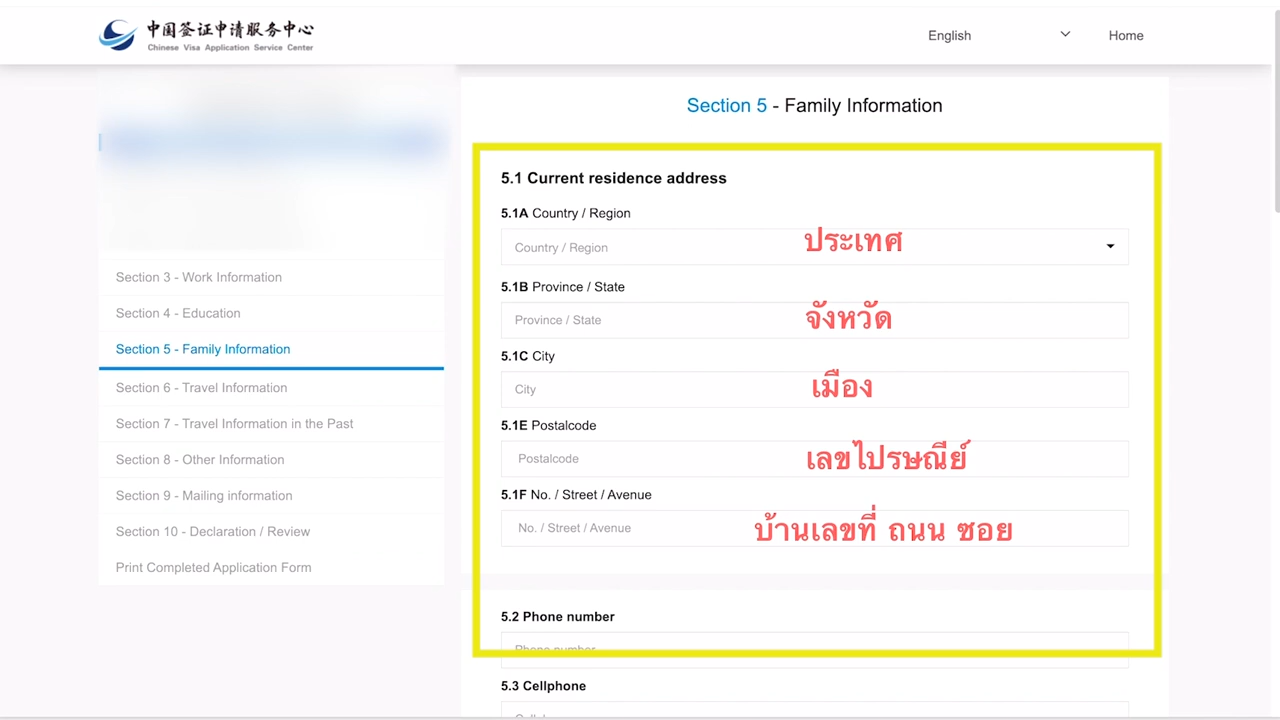 中国签证申请服务中心
Chinese Visa Application Service Center
English
Home
Section 3 - Work Information
Section 4 - Education
Section 5 - Family Information
Section 6 - Travel Information
Section 7 - Travel Information in the Past
Section 8 - Other Information
Section 9 - Mailing information
Section 10 - Declaration / Review
Print Completed Application Form
Section 5 - Family Information
5.1 Current residence address
5.1A Country / Region
Country / Region ประเทศ
5.1B Province / State
Province / State จังหวัด
5.1C City
City เมือง
5.1E Postalcode
Postalcode เลขไปรษณีย์
5.1F No. / Street / Avenue
No. / Street / Avenue บ้านเลขที่ ถนน ซอย
5.2 Phone number
Phone number
5.3 Cellphone